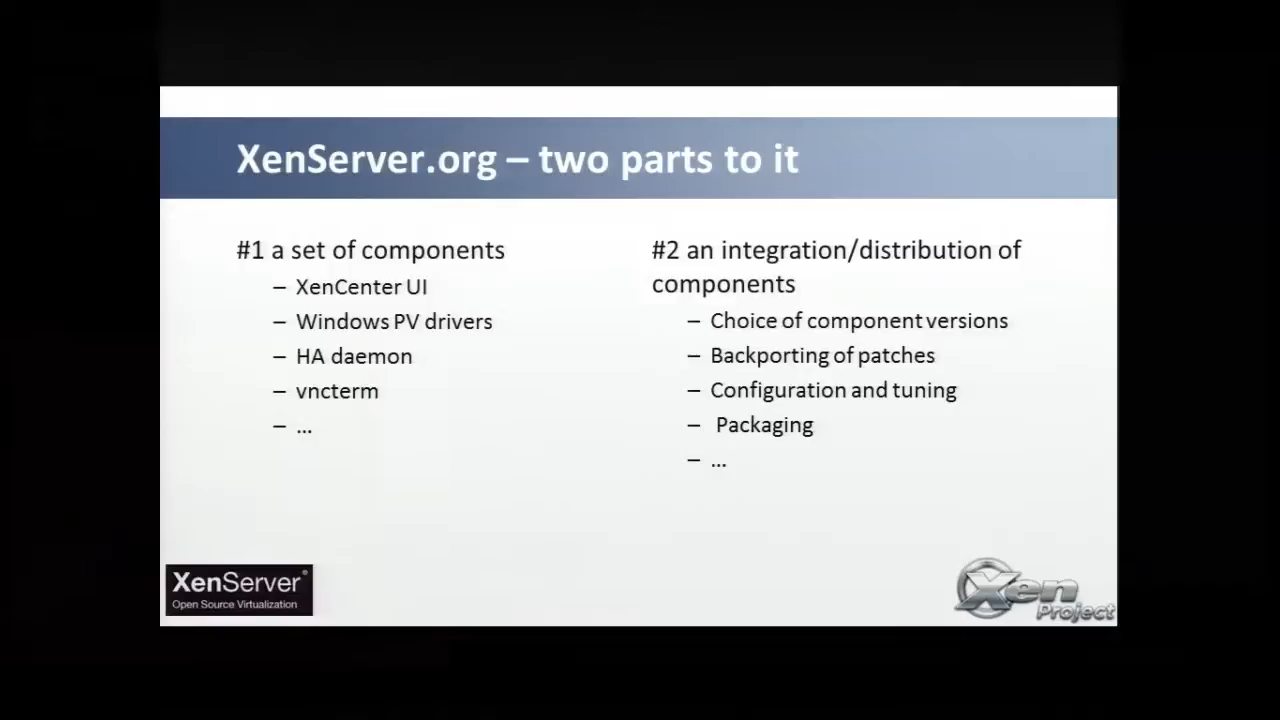 XenServer.org – two parts to it
#1 a set of components
– XenCenter UI
– Windows PV drivers
– HA daemon
– vncterm
– ...
#2 an integration/distribution of
components
– Choice of component versions
– Backporting of patches
– Configuration and tuning
– Packaging
– ...
XenServer®
Open Source Virtualization
Xen
Project